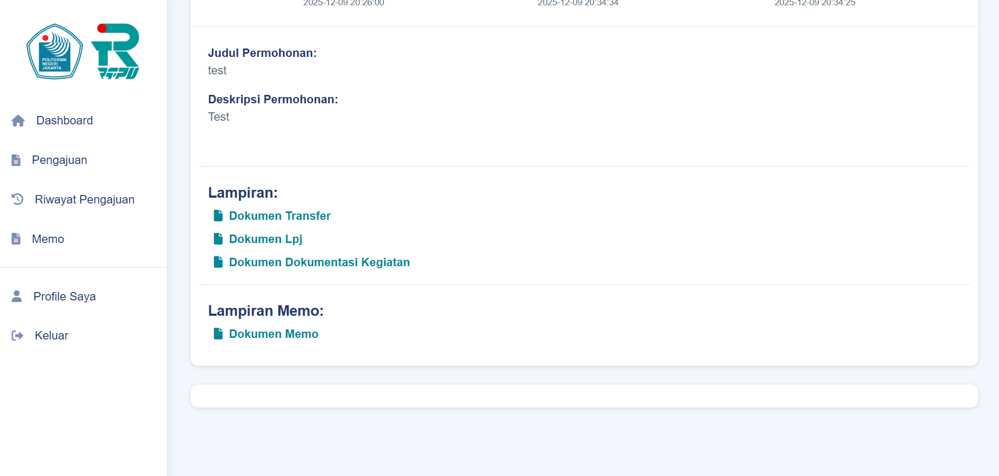 POLITEKNIK
NEGERI
JAKARTA
Dashboard
Pengajuan
Riwayat Pengajuan
Memo
Profile Saya
Keluar
2025-12-09 20:26:00
2025-12-09 20:34:34
2025-12-09 20:34:25
Judul Permohonan:
test
Deskripsi Permohonan:
Test
Lampiran:
Dokumen Transfer
Dokumen Lpj
Dokumen Dokumentasi Kegiatan
Lampiran Memo:
Dokumen Memo